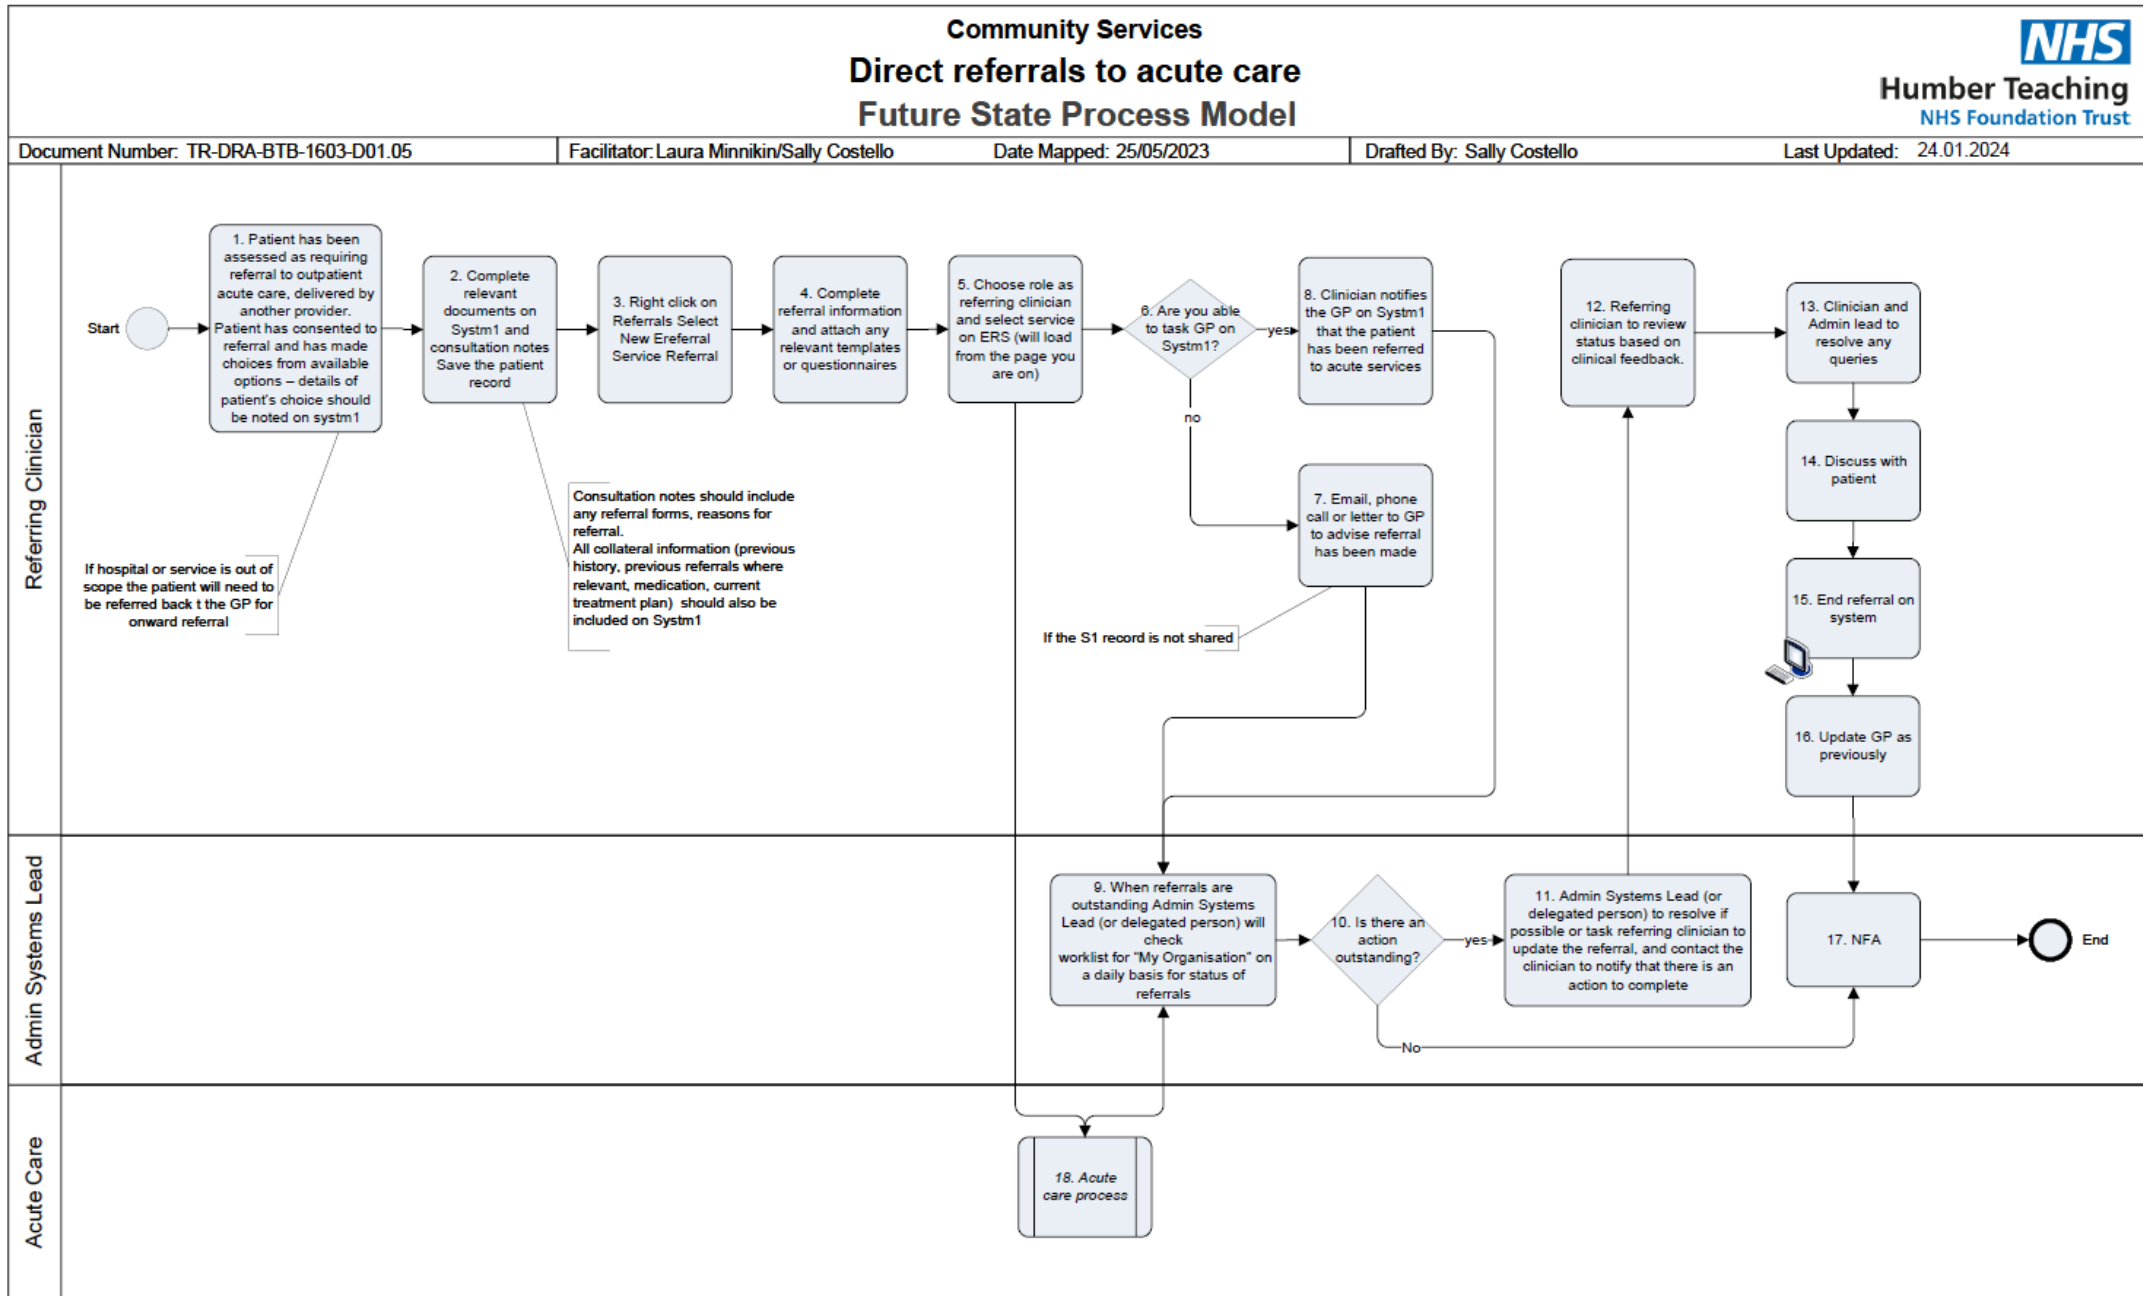 Community Services
Direct referrals to acute care
Future State Process Model
NHS
Humber Teaching
NHS Foundation Trust
Document Number: TR-DRA-BTB-1603-D01.05
Facilitator: Laura Minnikin/Sally Costello
Date Mapped: 25/05/2023
Drafted By: Sally Costello
Last Updated: 24.01.2024
Referring Clinician
Start
1. Patient has been
assessed as requiring
referral to outpatient
acute care, delivered by
another provider.
Patient has consented to
referral and has made
choices from available
options – details of
patient's choice should
be noted on systm1
If hospital or service is out of
scope the patient will need to
be referred back t the GP for
onward referral
2. Complete
relevant
documents on
Systm1 and
consultation notes
Save the patient
record
Consultation notes should include
any referral forms, reasons for
referral.
All collateral information (previous
history, previous referrals where
relevant, medication, current
treatment plan) should also be
included on Systm1
3. Right click on
Referrals Select
New Ereferral
Service Referral
4. Complete
referral information
and attach any
relevant templates
or questionnaires
5. Choose role as
referring clinician
and select service
on ERS (will load
from the page you
are on)
6. Are you able
to task GP on
Systm1?
yes
no
8. Clinician notifies
the GP on Systm1
that the patient
has been referred
to acute services
7. Email, phone
call or letter to GP
to advise referral
has been made
If the S1 record is not shared
12. Referring
clinician to review
status based on
clinical feedback.
13. Clinician and
Admin lead to
resolve any
queries
14. Discuss with
patient
15. End referral on
system
16. Update GP as
previously
Admin Systems Lead
9. When referrals are
outstanding Admin Systems
Lead (or delegated person) will
check
worklist for "My Organisation" on
a daily basis for status of
referrals
10. Is there an
action
outstanding?
yes
No
11. Admin Systems Lead (or
delegated person) to resolve if
possible or task referring clinician to
update the referral, and contact the
clinician to notify that there is an
action to complete
17. NFA
End
Acute Care
18. Acute
care process